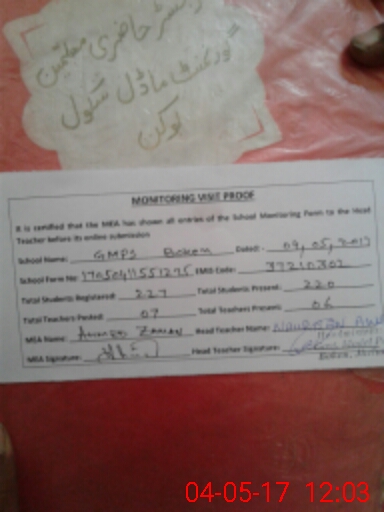 رجسٹر حاضری معلمین
گورنمنٹ ماڈل سکول
بوکن
MONITORING VISIT PROOF
It is certified that the MEA has shown all entries of the School Monitoring Form to the Head
Teacher before its online submission
School Name: GMPS Boken Dated:- 04, 05, 2017
School Form No: EMIS Code: 37210302
Total Students Registered: 227 Total Students Present: 220
Total Teachers Posted: 07 Total Teachers Present: 06
MEA Name: ZAMAN Head Teacher Name:
MEA Signature: Head Teacher Signature:
04-05-17 12:03